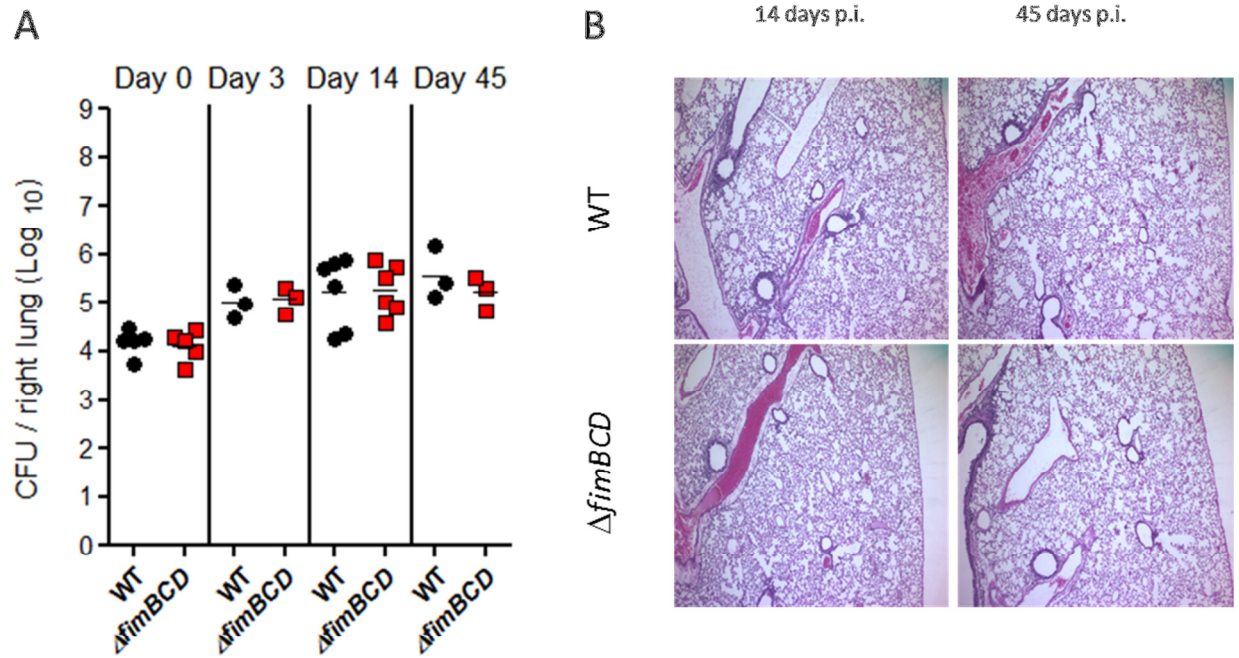 A
Day 0 Day 3 Day 14 Day 45
CFU / right lung (Log 10)
9
8
7
6
5
4
3
2
1
0
WT
ΔfimBCD
WT
ΔfimBCD
WT
ΔfimBCD
WT
ΔfimBCD
B
14 days p.i. 45 days p.i.
WT
ΔfimBCD